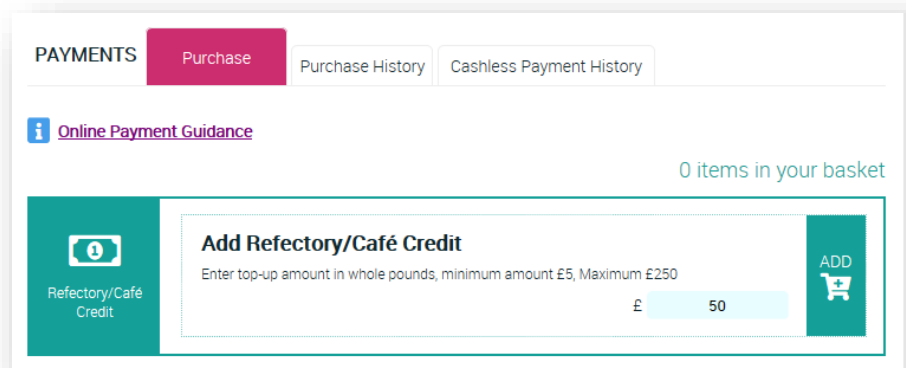 PAYMENTS
Purchase
Purchase History
Cashless Payment History
Online Payment Guidance
0 items in your basket
Refectory/Café
Credit
Add Refectory/Café Credit
Enter top-up amount in whole pounds, minimum amount £5, Maximum £250
£ 50
ADD